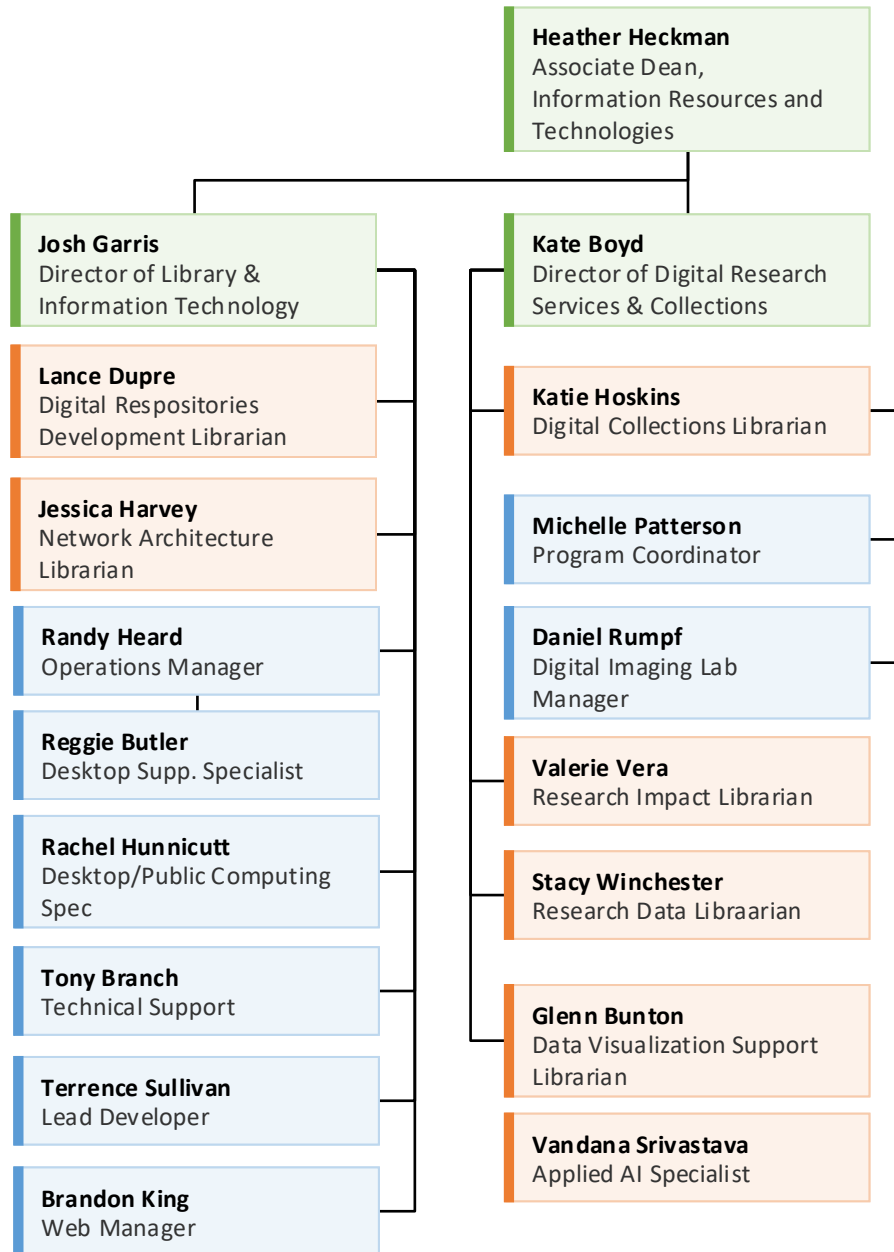 Heather Heckman
Associate Dean,
Information Resources and
Technologies
Josh Garris
Director of Library &
Information Technology
Lance Dupre
Digital Respositories
Development Librarian
Jessica Harvey
Network Architecture
Librarian
Randy Heard
Operations Manager
Reggie Butler
Desktop Supp. Specialist
Rachel Hunnicutt
Desktop/Public Computing
Spec
Tony Branch
Technical Support
Terrence Sullivan
Lead Developer
Brandon King
Web Manager
Kate Boyd
Director of Digital Research
Services & Collections
Katie Hoskins
Digital Collections Librarian
Michelle Patterson
Program Coordinator
Daniel Rumpf
Digital Imaging Lab
Manager
Valerie Vera
Research Impact Librarian
Stacy Winchester
Research Data Libraarian
Glenn Bunton
Data Visualization Support
Librarian
Vandana Srivastava
Applied AI Specialist